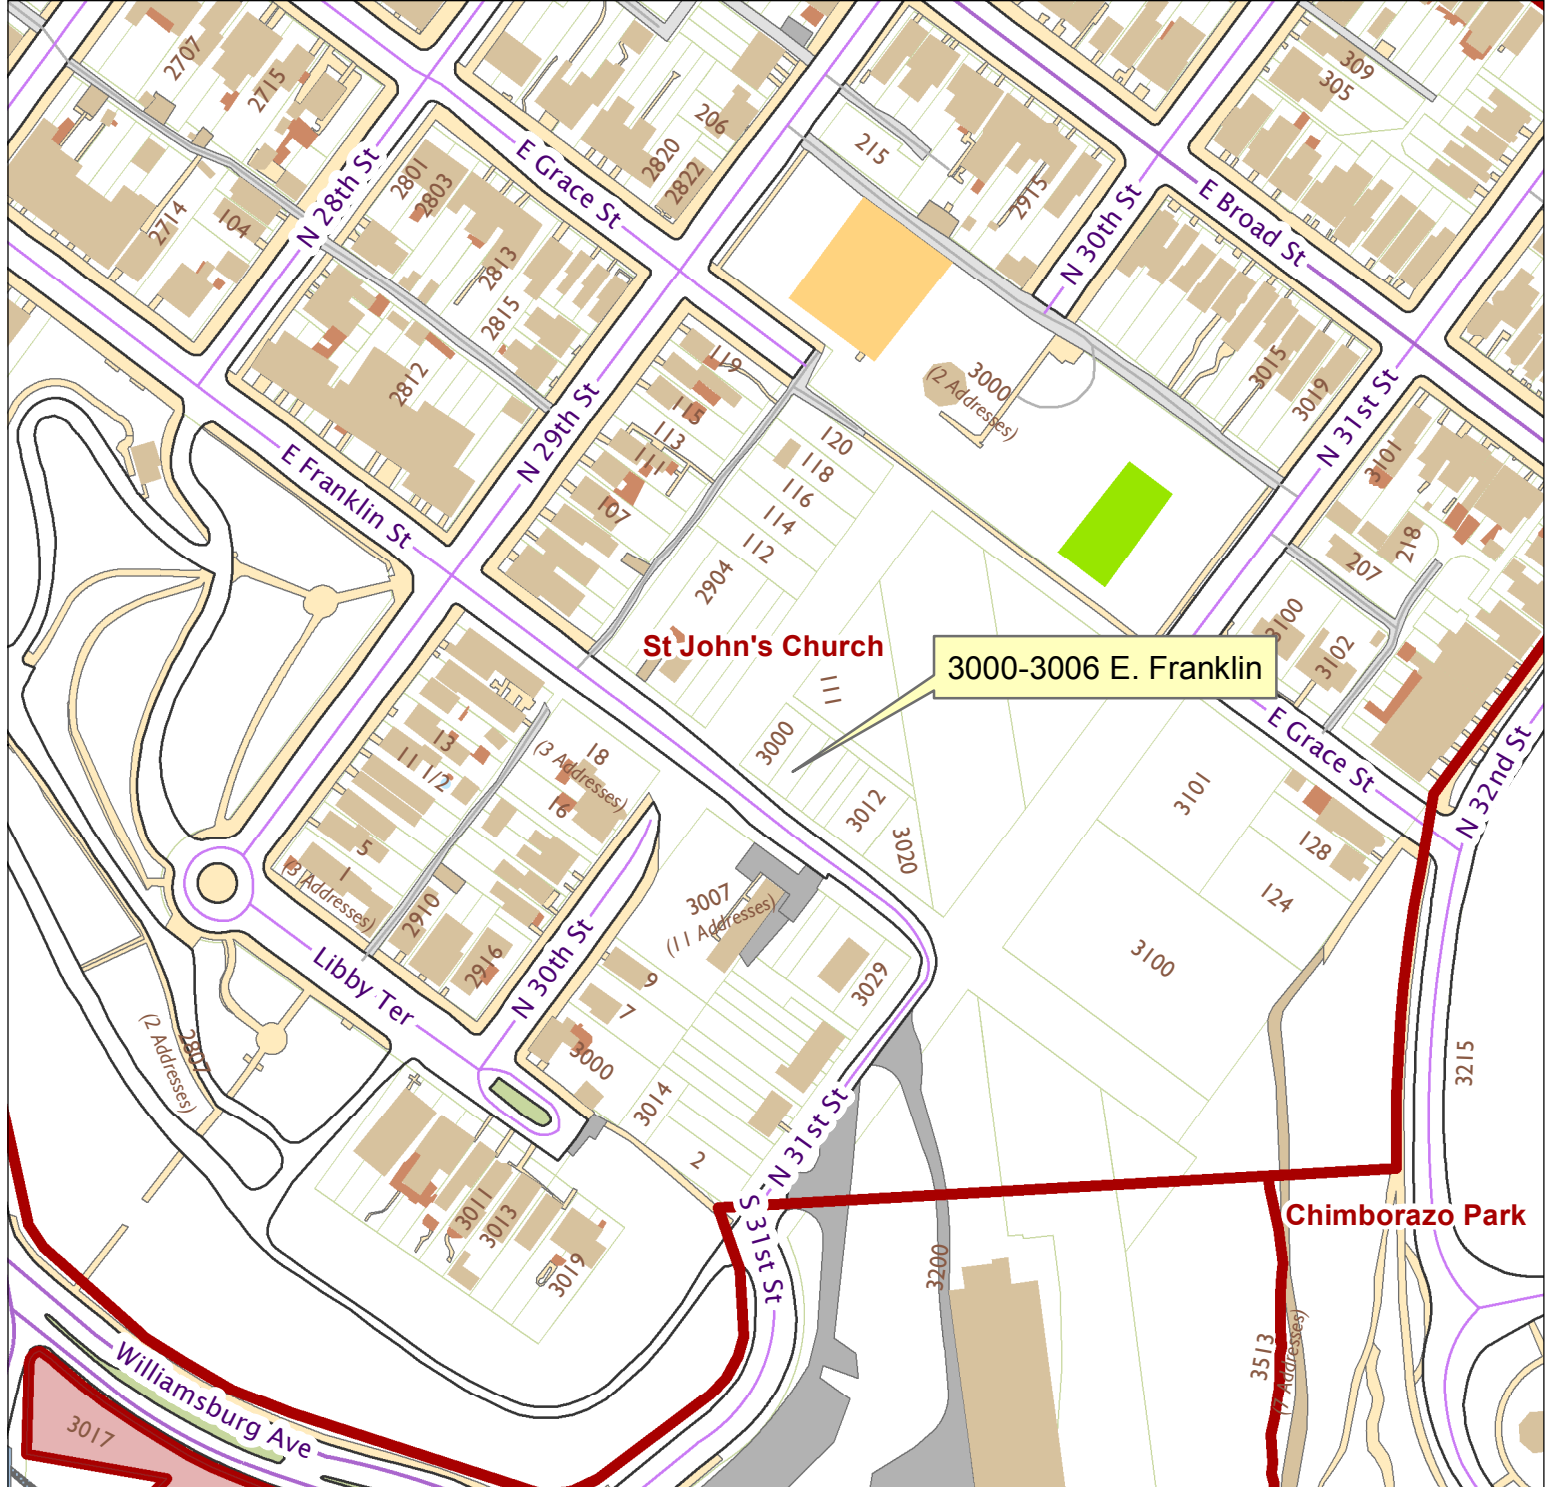 2707
2715
206
2820
2822
215
2915
309
305
E Grace St
E Broad St
N 28th St
2801
2803
2813
2815
2714
104
2812
N 30th St
3015
3019
N 31st St
3000
(2 Addresses)
119
115
113
111
107
N 29th St
E Franklin St
120
118
116
114
112
2904
3101
218
207
3100
3102
St John's Church
3000-3006 E. Franklin
111
3000
3012
3020
E Grace St
N 32nd St
3101
128
124
3100
13
11 1/2
18
(3 Addresses)
16
5
1
(3 Addresses)
2910
2916
3007
(11 Addresses)
3029
Libby Ter
N 30th St
9
7
3000
3014
2
2807
(2 Addresses)
3215
N 31st St
S 31st St
3011
3013
3019
3200
Chimborazo Park
3513
(7 Addresses)
Williamsburg Ave
3017